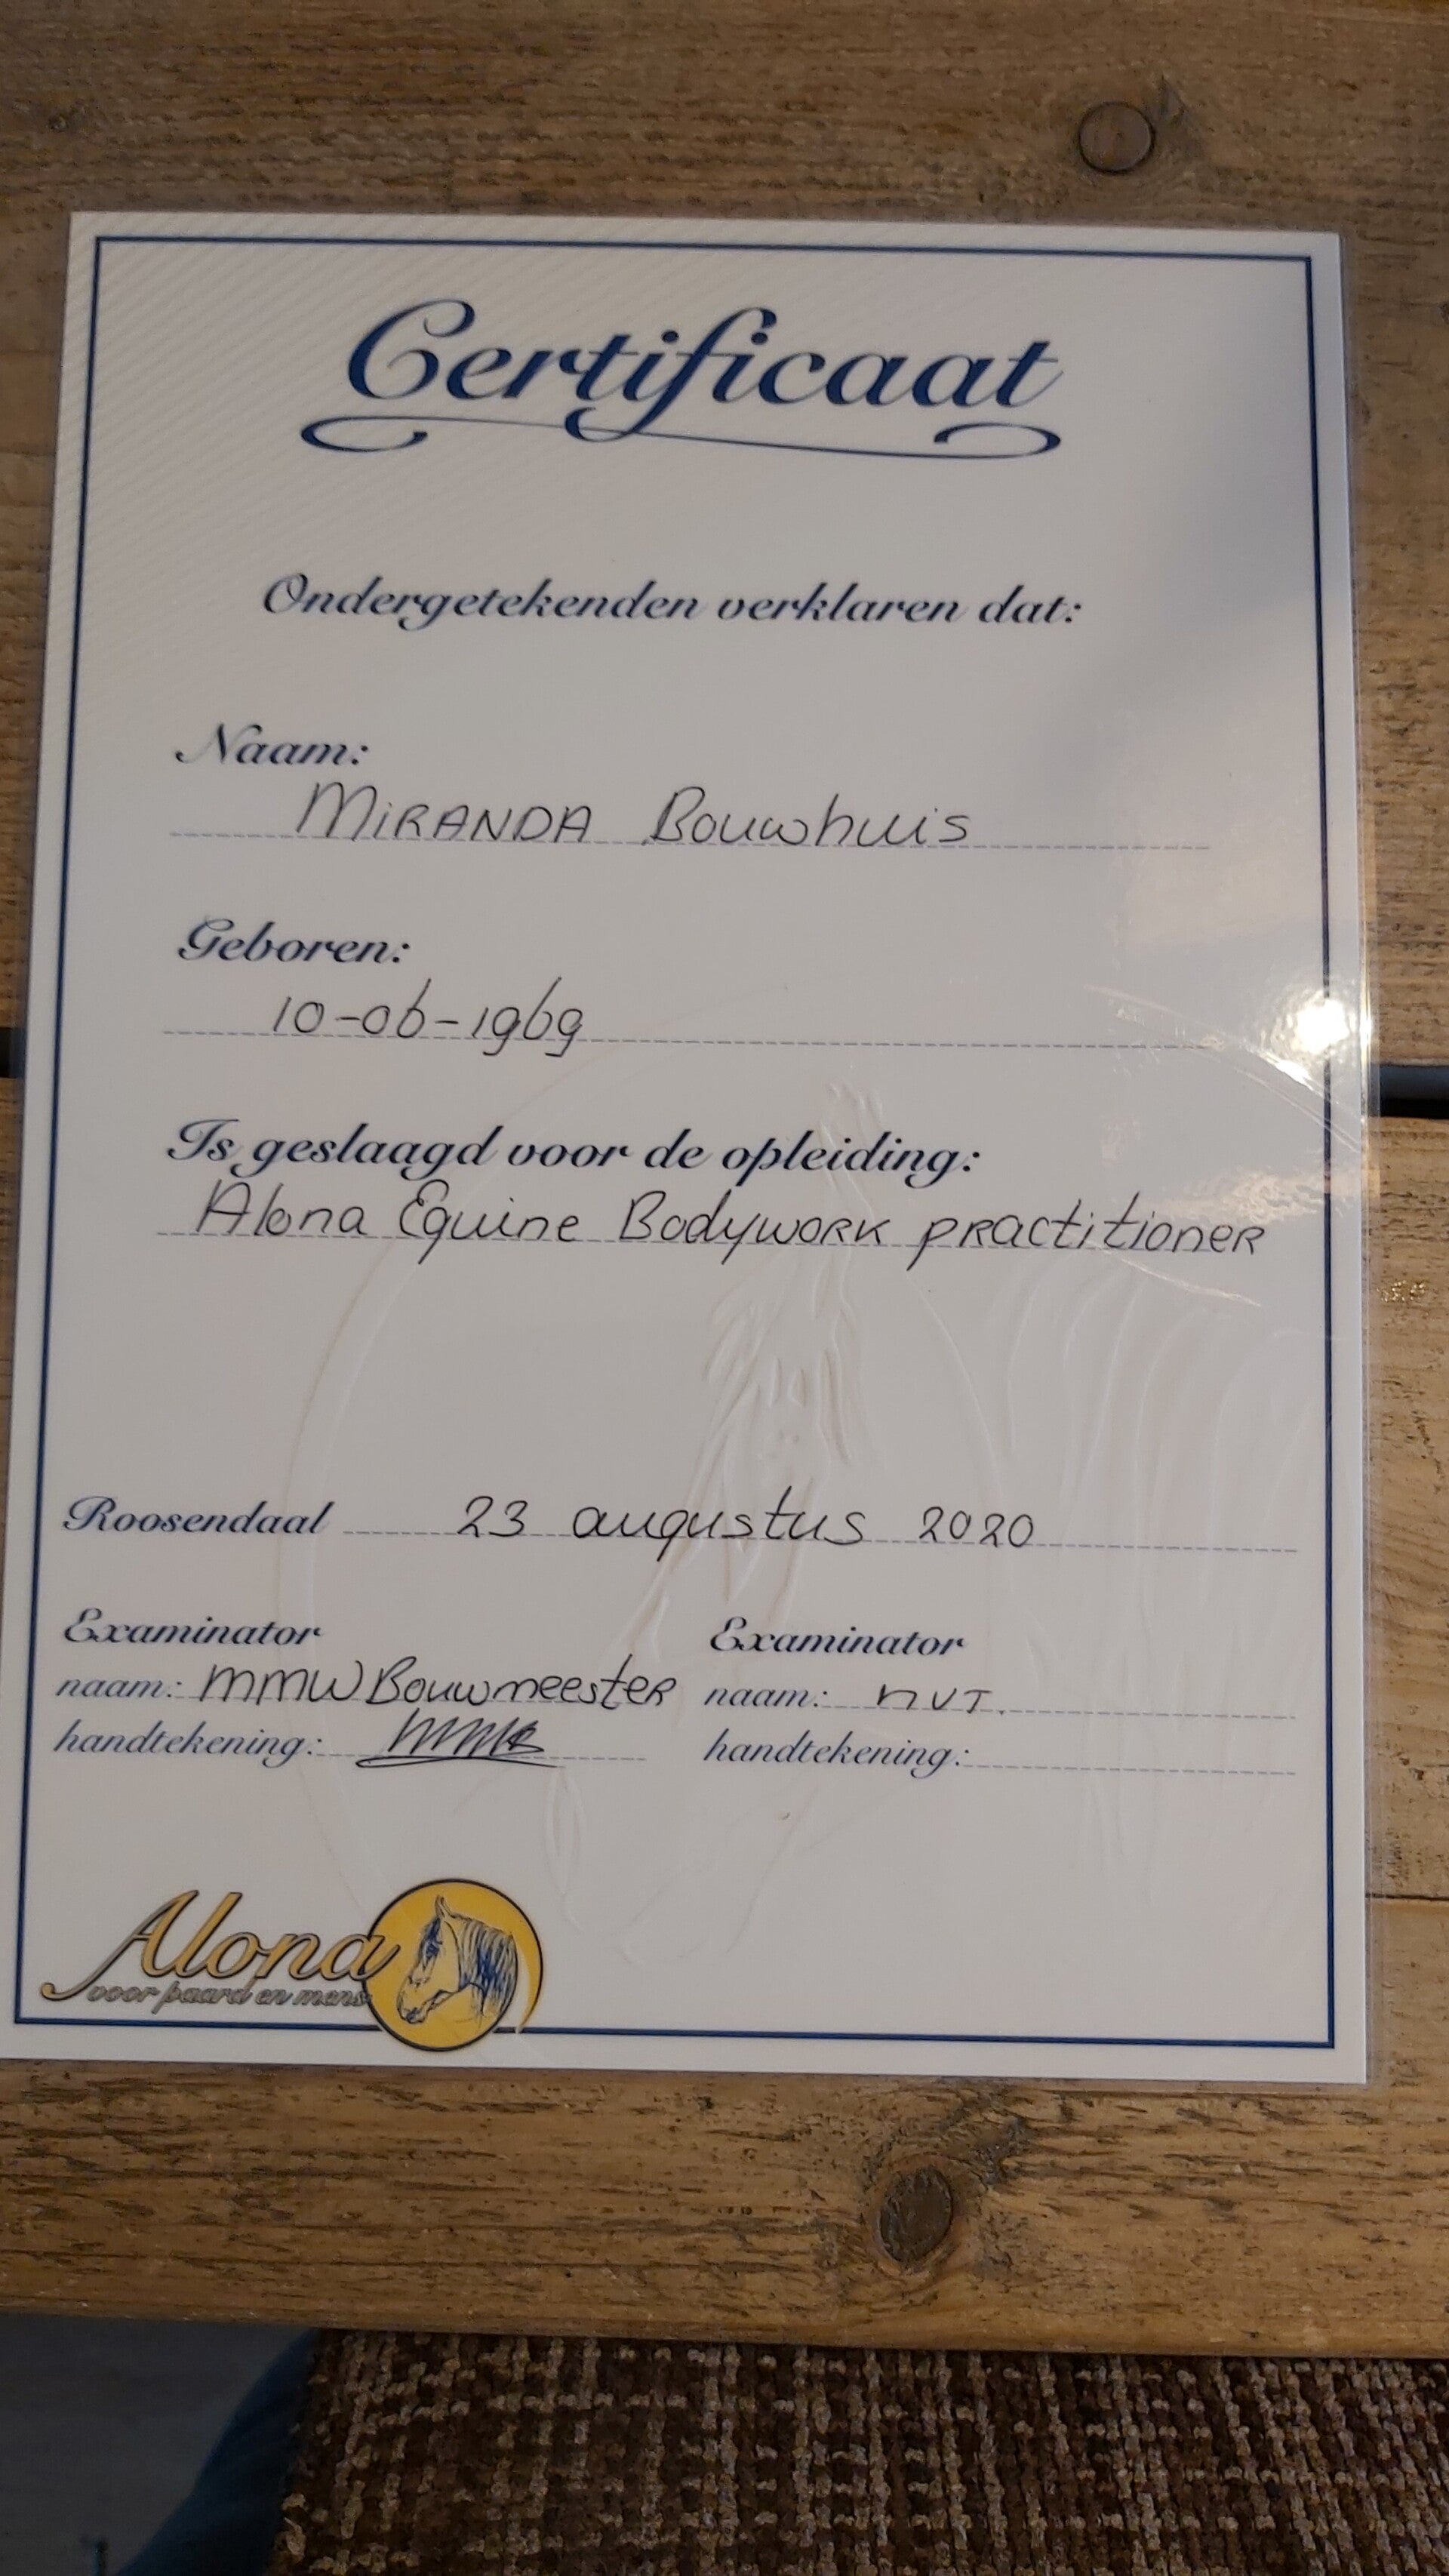 Certificaat
Ondergetekenden verklaren dat:
Naam:
MiRANDA Bouwhuis
Geboren:
10-06-1969
Is geslaagd voor de opleiding:
Alona Equine Bodywork practitioner
Roosendaal 23 augustus 2020
Examinator
naam: MMW Bouwmeester
handtekening:
Examinator
naam: nvt.
handtekening:
Alona
voor paard en mens